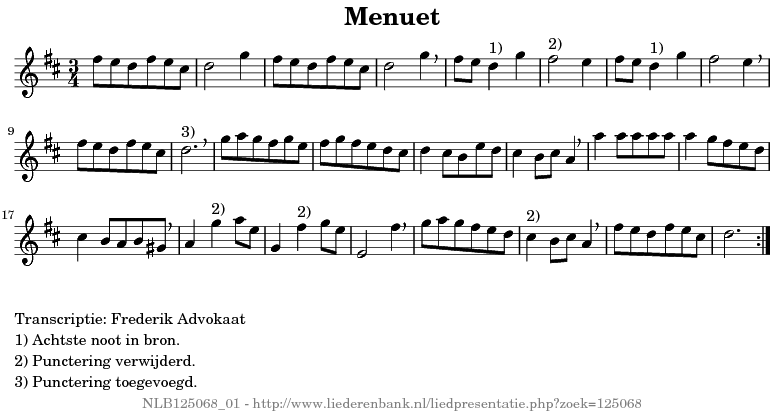 Menuet
3
4
1) 2) 1)
9
3)
17
2) 2) 2)
Transcriptie: Frederik Advokaat
1) Achtste noot in bron.
2) Punctering verwijderd.
3) Punctering toegevoegd.
NLB125068_01 - http://www.liederenbank.nl/liedpresentatie.php?zoek=125068